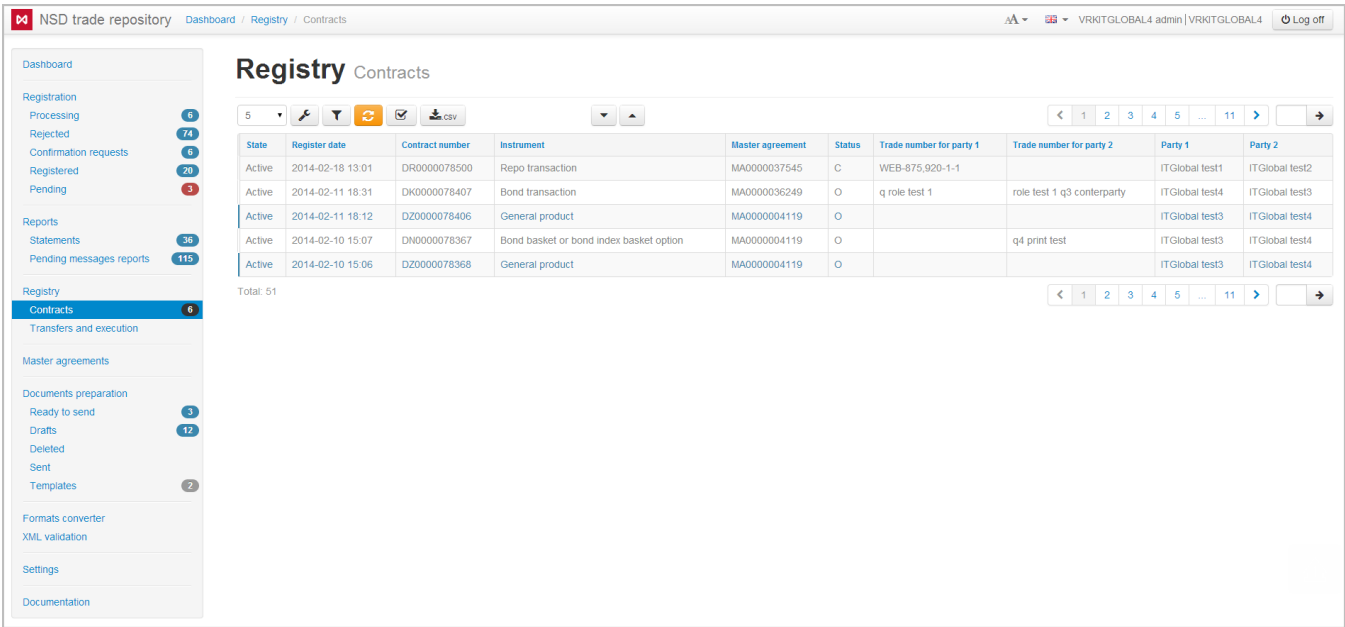 NSD trade repository Dashboard / Registry / Contracts AA VRKITGLOBAL4 admin | VRKITGLOBAL4 Log off
Dashboard
Registration
Processing 6
Rejected 74
Confirmation requests 6
Registered 20
Pending 3
Reports
Statements 36
Pending messages reports 115
Registry
Contracts 6
Transfers and execution
Master agreements
Documents preparation
Ready to send 3
Drafts 12
Deleted
Sent
Templates 2
Formats converter
XML validation
Settings
Documentation
Registry Contracts
5 .csv 1 2 3 4 5 ... 11
State Register date Contract number Instrument Master agreement Status Trade number for party 1 Trade number for party 2 Party 1 Party 2
Active 2014-02-18 13:01 DR0000078500 Repo transaction MA0000037545 C WEB-875,920-1-1 ITGlobal test1 ITGlobal test2
Active 2014-02-11 18:31 DK0000078407 Bond transaction MA0000036249 O q role test 1 role test 1 q3 conterparty ITGlobal test4 ITGlobal test3
Active 2014-02-11 18:12 DZ0000078406 General product MA0000004119 O ITGlobal test3 ITGlobal test4
Active 2014-02-10 15:07 DN0000078367 Bond basket or bond index basket option MA0000004119 O q4 print test ITGlobal test3 ITGlobal test4
Active 2014-02-10 15:06 DZ0000078368 General product MA0000004119 O ITGlobal test3 ITGlobal test4
Total: 51 1 2 3 4 5 ... 11